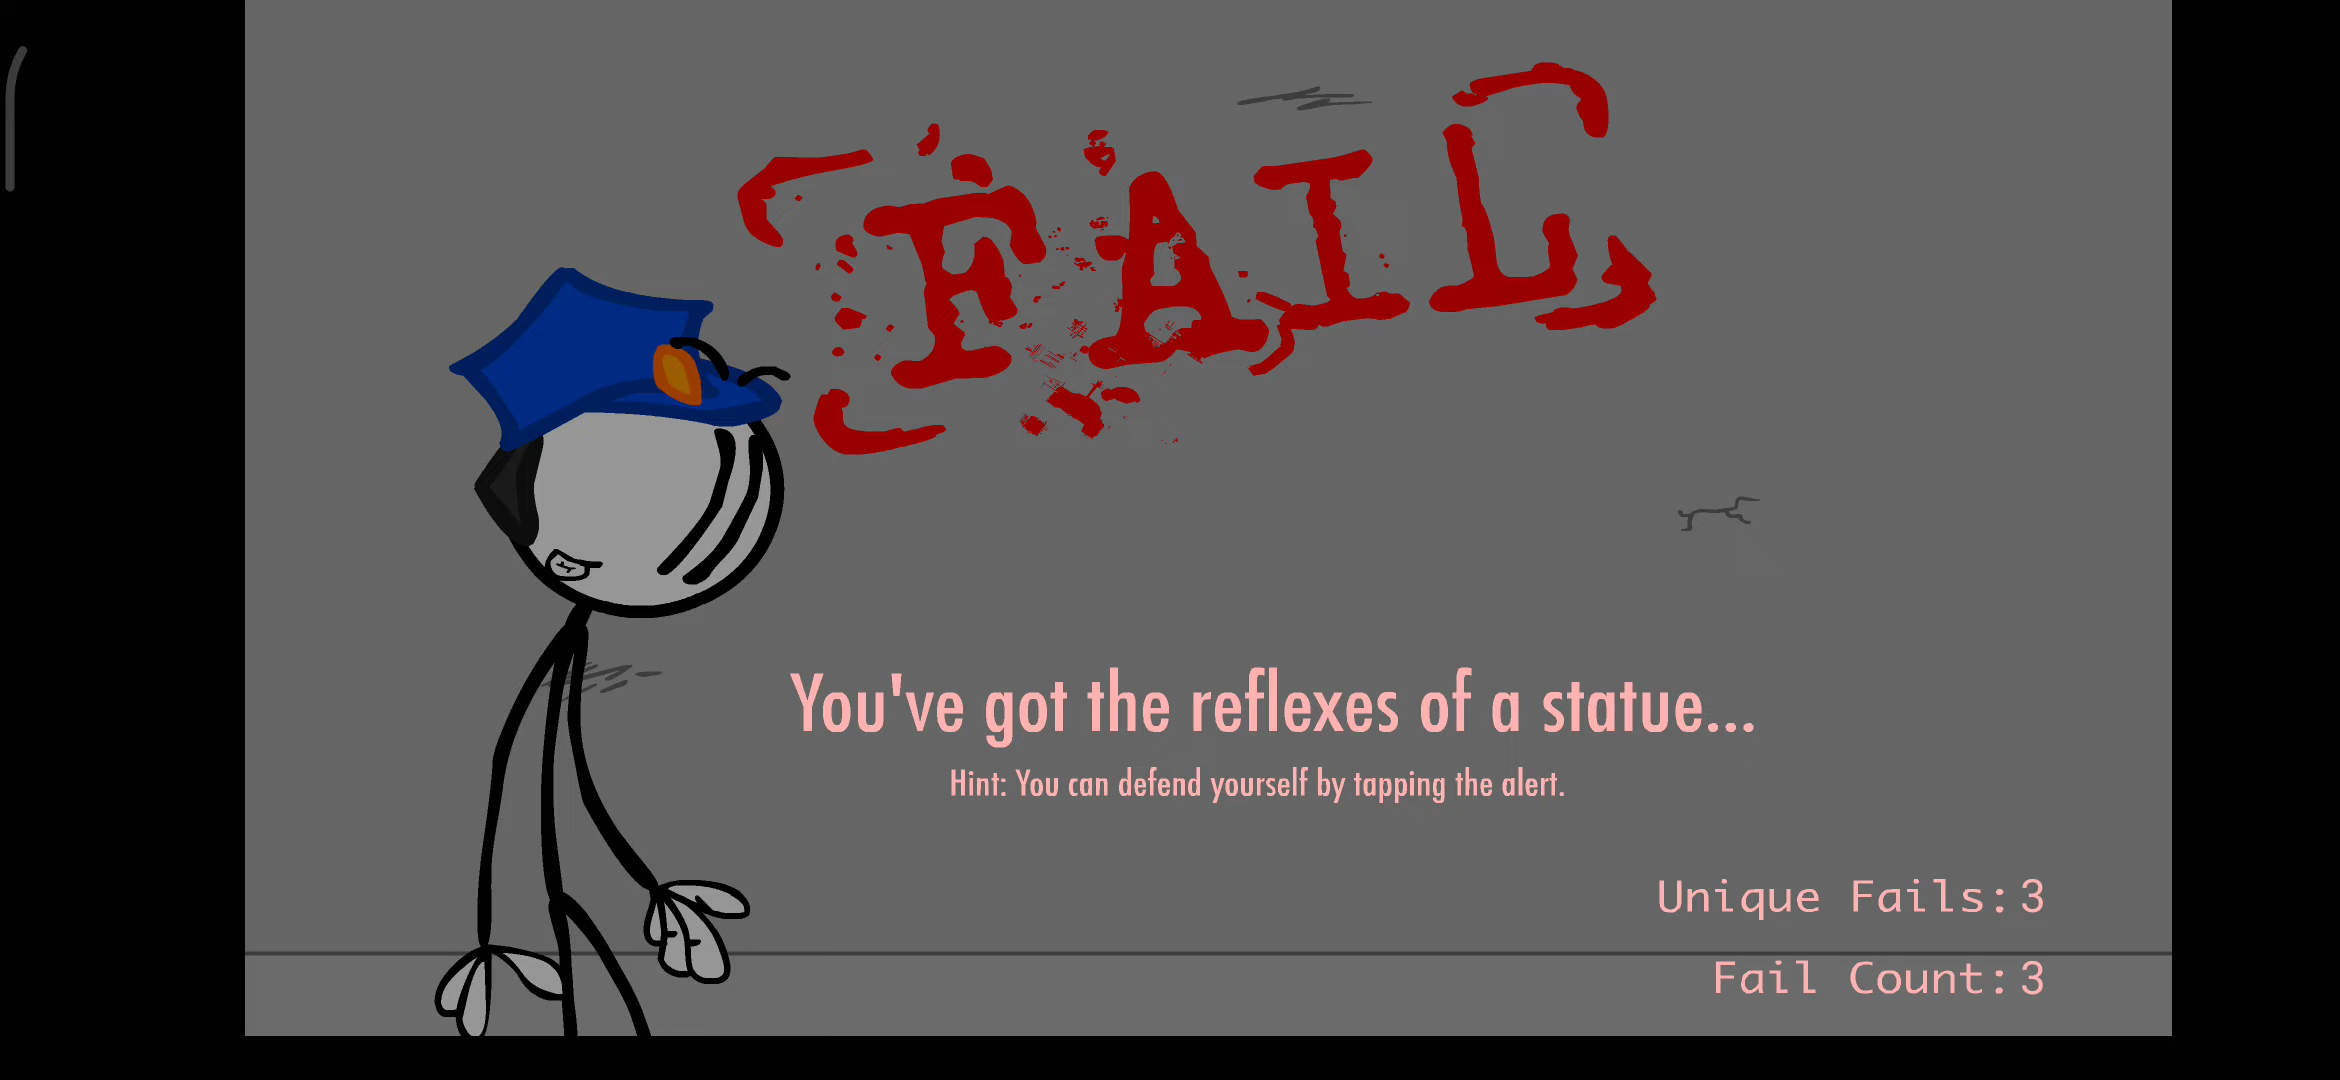 FAIL
You've got the reflexes of a statue...
Hint: You can defend yourself by tapping the alert.
Unique Fails:3
Fail Count:3